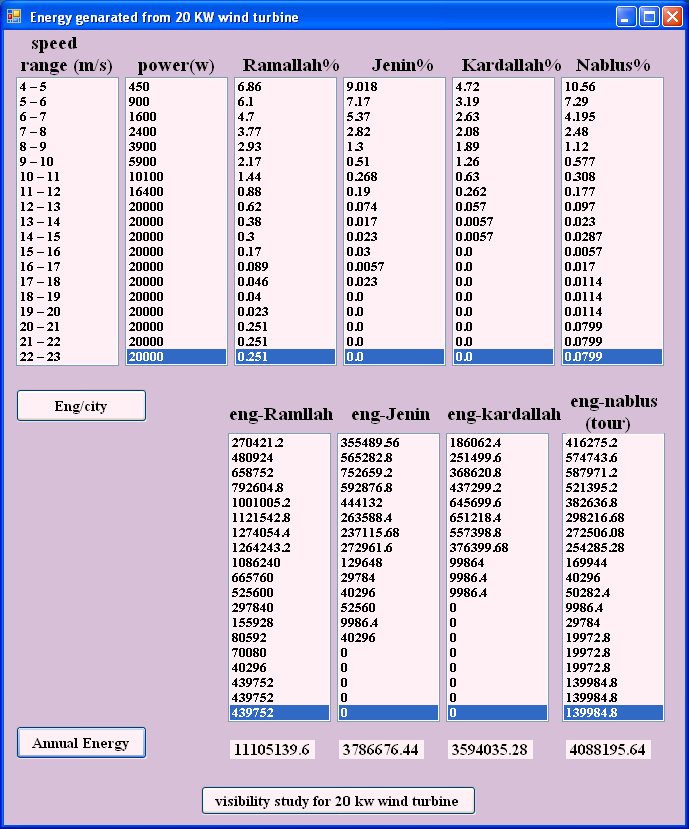 Energy genarated from 20 KW wind turbine
speed
range (m/s) power(w) Ramallah% Jenin% Kardallah% Nablus%
4 – 5 450 6.86 9.018 4.72 10.56
5 – 6 900 6.1 7.17 3.19 7.29
6 – 7 1600 4.7 5.37 2.63 4.195
7 – 8 2400 3.77 2.82 2.08 2.48
8 – 9 3900 2.93 1.3 1.89 1.12
9 – 10 5900 2.17 0.51 1.26 0.577
10 – 11 10100 1.44 0.268 0.63 0.308
11 – 12 16400 0.88 0.19 0.262 0.177
12 – 13 20000 0.62 0.074 0.057 0.097
13 – 14 20000 0.38 0.017 0.0057 0.023
14 – 15 20000 0.3 0.023 0.0057 0.0287
15 – 16 20000 0.17 0.03 0.0 0.0057
16 – 17 20000 0.089 0.0057 0.0 0.017
17 – 18 20000 0.046 0.023 0.0 0.0114
18 – 19 20000 0.04 0.0 0.0 0.0114
19 – 20 20000 0.023 0.0 0.0 0.0114
20 – 21 20000 0.251 0.0 0.0 0.0799
21 – 22 20000 0.251 0.0 0.0 0.0799
22 – 23 20000 0.251 0.0 0.0 0.0799
Eng/city
eng-Ramllah eng-Jenin eng-kardallah eng-nablus
(tour)
270421.2 355489.56 186062.4 416275.2
480924 565282.8 251499.6 574743.6
658752 752659.2 368620.8 587971.2
792604.8 592876.8 437299.2 521395.2
1001005.2 444132 645699.6 382636.8
1121542.8 263588.4 651218.4 298216.68
1274054.4 237115.68 557398.8 272506.08
1264243.2 272961.6 376399.68 254285.28
1086240 129648 99864 169944
665760 29784 9986.4 40296
525600 40296 9986.4 50282.4
297840 52560 0 9986.4
155928 9986.4 0 29784
80592 40296 0 19972.8
70080 0 0 19972.8
40296 0 0 19972.8
439752 0 0 139984.8
439752 0 0 139984.8
439752 0 0 139984.8
Annual Energy 11105139.6 3786676.44 3594035.28 4088195.64
visibility study for 20 kw wind turbine